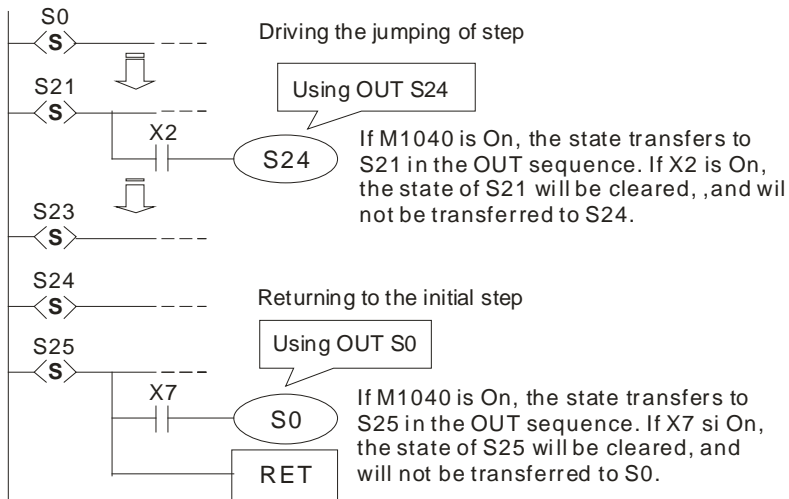 S0
S
Driving the jumping of step
S21
S
Using OUT S24
X2
S24
If M1040 is On, the state transfers to
S21 in the OUT sequence. If X2 is On,
the state of S21 will be cleared, ,and wil
not be transferred to S24.
S23
S
S24
S
Returning to the initial step
S25
S
Using OUT S0
X7
S0
If M1040 is On, the state transfers to
S25 in the OUT sequence. If X7 si On,
the state of S25 will be cleared, and
will not be transferred to S0.
RET